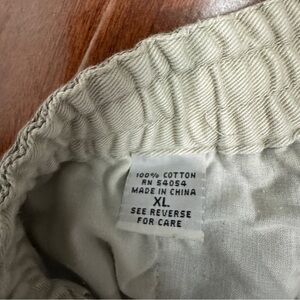 100% COTTON
RN 54054
MADE IN CHINA
XL
SEE REVERSE
FOR CARE